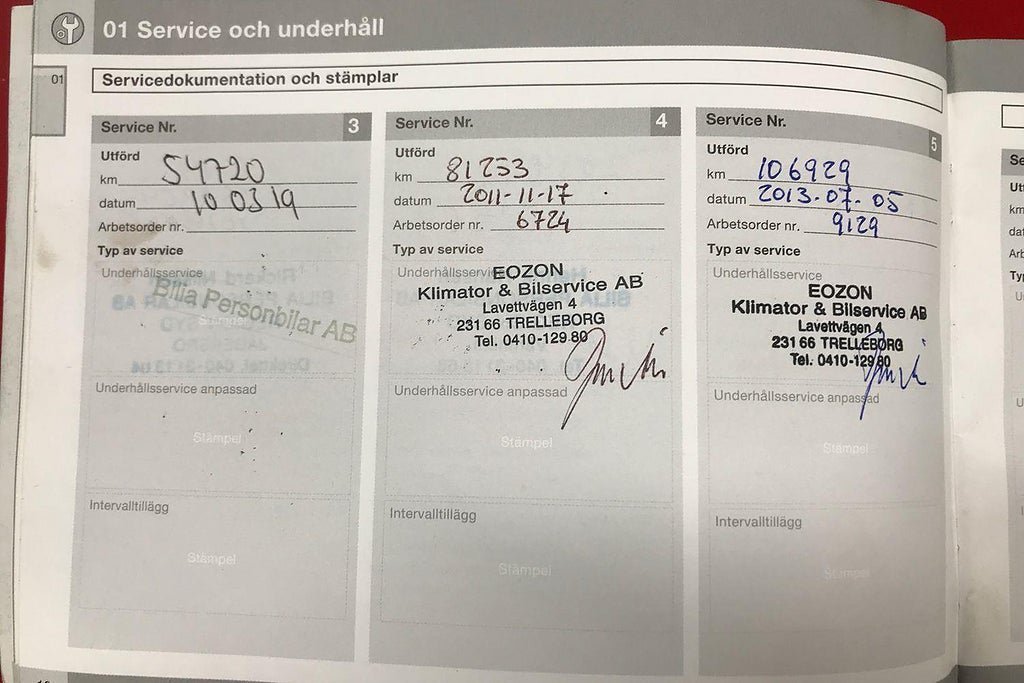 01 Service och underhåll
01
Servicedokumentation och stämplar
Service Nr. 3
Utförd
km 54720
datum 10 03 19
Arbetsorder nr.
Typ av service
Underhållsservice
Bilia Personbilar AB
Stämpel
Underhållsservice anpassad
Stämpel
Intervalltillägg
Stämpel
Service Nr. 4
Utförd
km 81253
datum 2011-11-17
Arbetsorder nr. 6724
Typ av service
Underhållsservice
EOZON
Klimator & Bilservice AB
Lavettvägen 4
231 66 TRELLEBORG
Tel. 0410-129 80
Underhållsservice anpassad
Stämpel
Intervalltillägg
Stämpel
Service Nr. 5
Utförd
km 106929
datum 2013-07-05
Arbetsorder nr. 9129
Typ av service
Underhållsservice
EOZON
Klimator & Bilservice AB
Lavettvägen 4
231 66 TRELLEBORG
Tel. 0410-129 80
Underhållsservice anpassad
Stämpel
Intervalltillägg
Stämpel